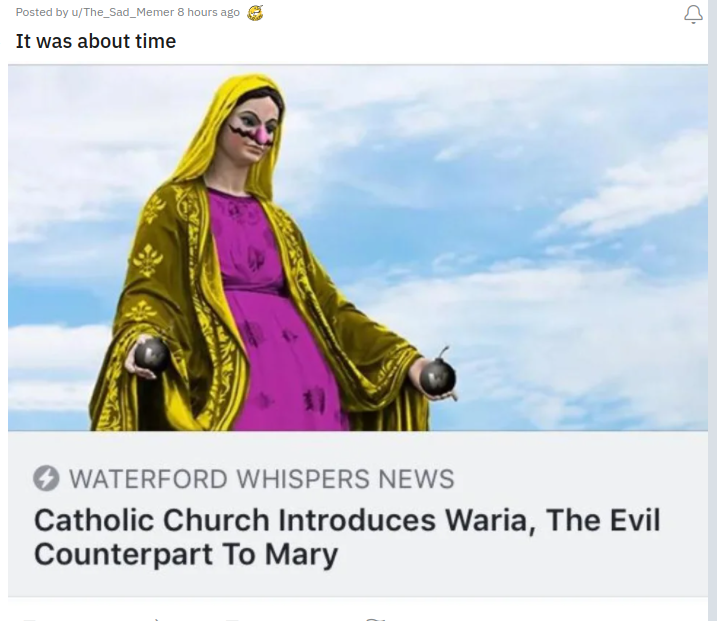 Posted by u/The_Sad_Memer 8 hours ago
It was about time
WATERFORD WHISPERS NEWS
Catholic Church Introduces Waria, The Evil
Counterpart To Mary